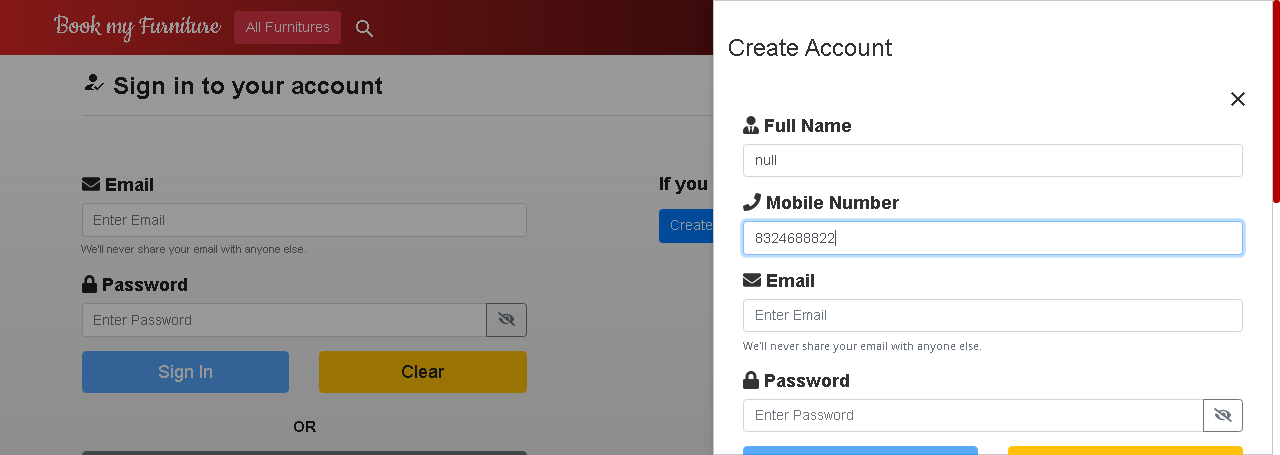 Book my Furniture
All Furnitures
Sign in to your account
Email
Enter Email
We'll never share your email with anyone else.
Password
Enter Password
Sign In
Clear
OR
If you
Create
Create Account
Full Name
null
Mobile Number
8324688822
Email
Enter Email
We'll never share your email with anyone else.
Password
Enter Password